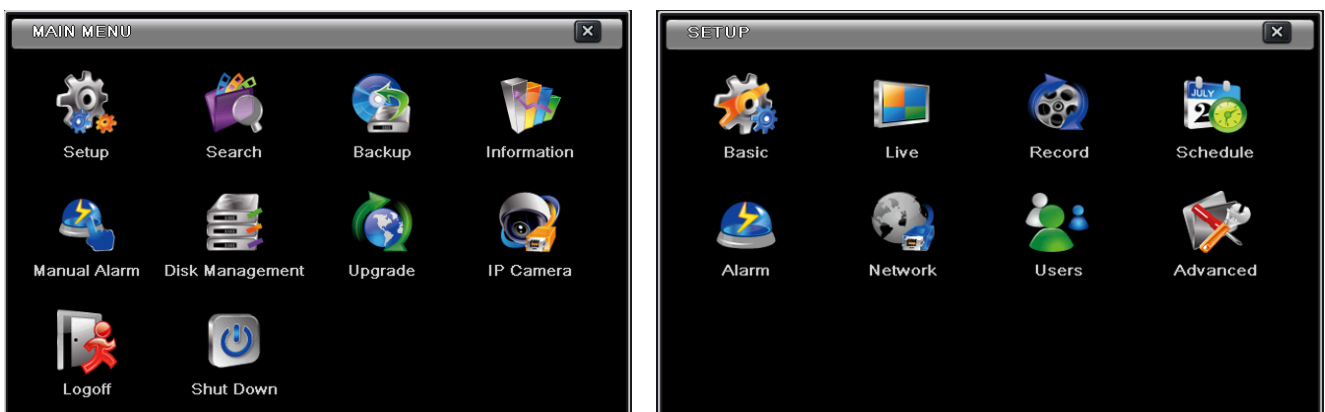 MAIN MENU
Setup Search Backup Information
Manual Alarm Disk Management Upgrade IP Camera
Logoff Shut Down
SETUP
Basic Live Record Schedule
JULY
2
Alarm Network Users Advanced